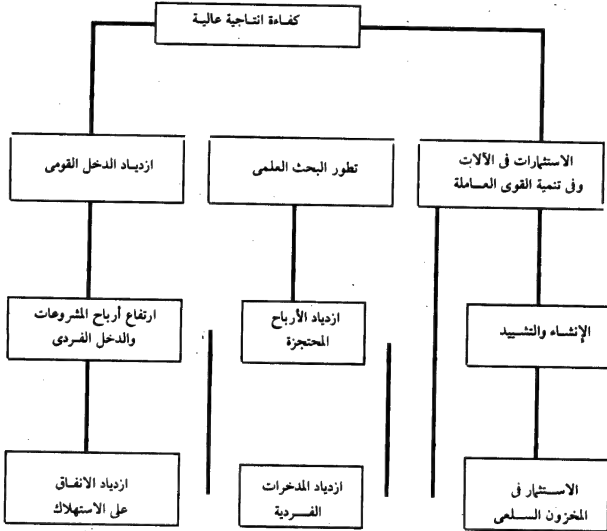 كفاءة انتاجية عالية
الاستثمارات فى الآلات
وفى تنمية القوى العاملة
تطور البحث العلمى
ازدياد الدخل القومى
الإنشاء والتشييد
ازدياد الأرباح
المحتجزة
ارتفاع أرباح المشروعات
والدخل الفردى
الاستثمار فى
المخزون السلعى
ازدياد المدخرات
الفردية
ازدياد الانفاق
على الاستهلاك